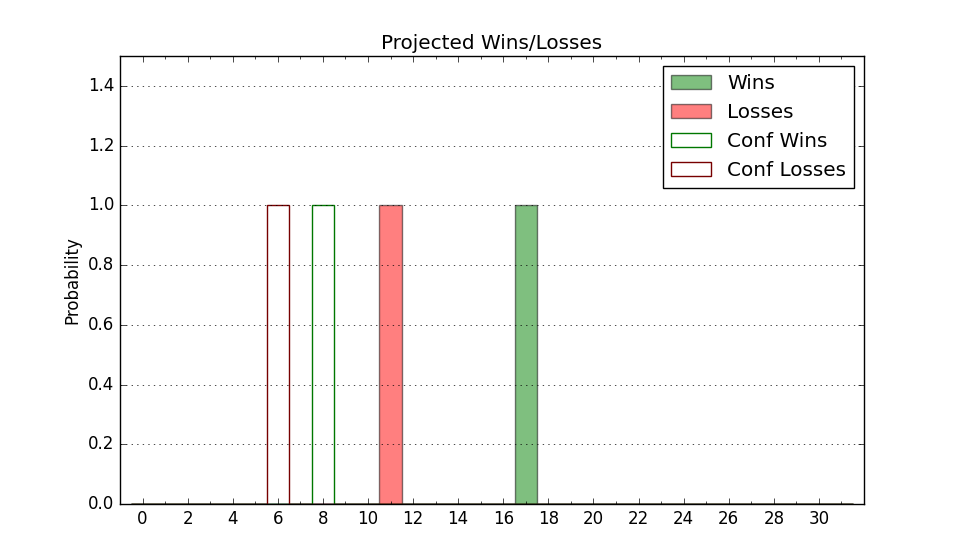 Projected Wins/Losses
Wins
Losses
Conf Wins
Conf Losses
Probability
1.4
1.2
1.0
0.8
0.6
0.4
0.2
0.0
0 2 4 6 8 10 12 14 16 18 20 22 24 26 28 30